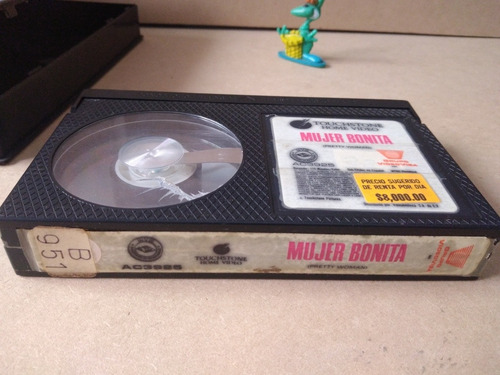 TOUCHSTONE
HOME VIDEO
MUJER BONITA
(PRETTY WOMAN)
AC3925
PRECIO SUGERIDO
DE RENTA POR DIA
$8,000.00
B
951
AC3925
TOUCHSTONE
HOME VIDEO
MUJER BONITA
(PRETTY WOMAN)